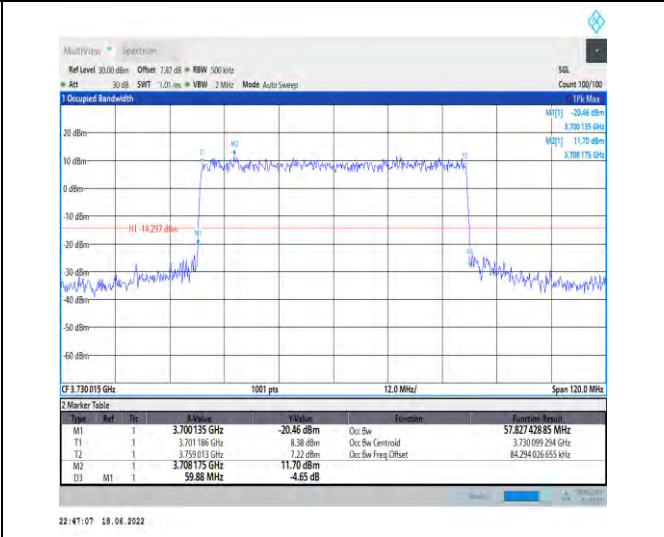 MultiView Spectrum
Ref Level 30.00 dBm Offset 7.87 dB RBW 500 kHz SGL
Att 30 dB SWT 1.01 ms VBW 2 MHz Mode Auto Sweep Count 100/100
1 Occupied Bandwidth 1Pk Max
M1[1] -20.46 dBm
3.700 135 GHz
M2[1] 11.70 dBm
3.708 175 GHz
20 dBm
T1 M2 T2
10 dBm
0 dBm
-10 dBm
H1 -14.297 dBm
M1
-20 dBm
D3
-30 dBm
-40 dBm
-50 dBm
-60 dBm
CF 3.730 015 GHz 1001 pts 12.0 MHz/ Span 120.0 MHz
2 Marker Table
Type Ref Trc X-Value Y-Value Function Function Result
M1 1 3.700 135 GHz -20.46 dBm Occ Bw 57.827 428 85 MHz
T1 1 3.701 186 GHz 8.38 dBm Occ Bw Centroid 3.730 099 294 GHz
T2 1 3.759 013 GHz 7.22 dBm Occ Bw Freq Offset 84.294 026 655 kHz
M2 1 3.708 175 GHz 11.70 dBm
D3 M1 1 59.88 MHz -4.65 dB
22:47:07 18.06.2022